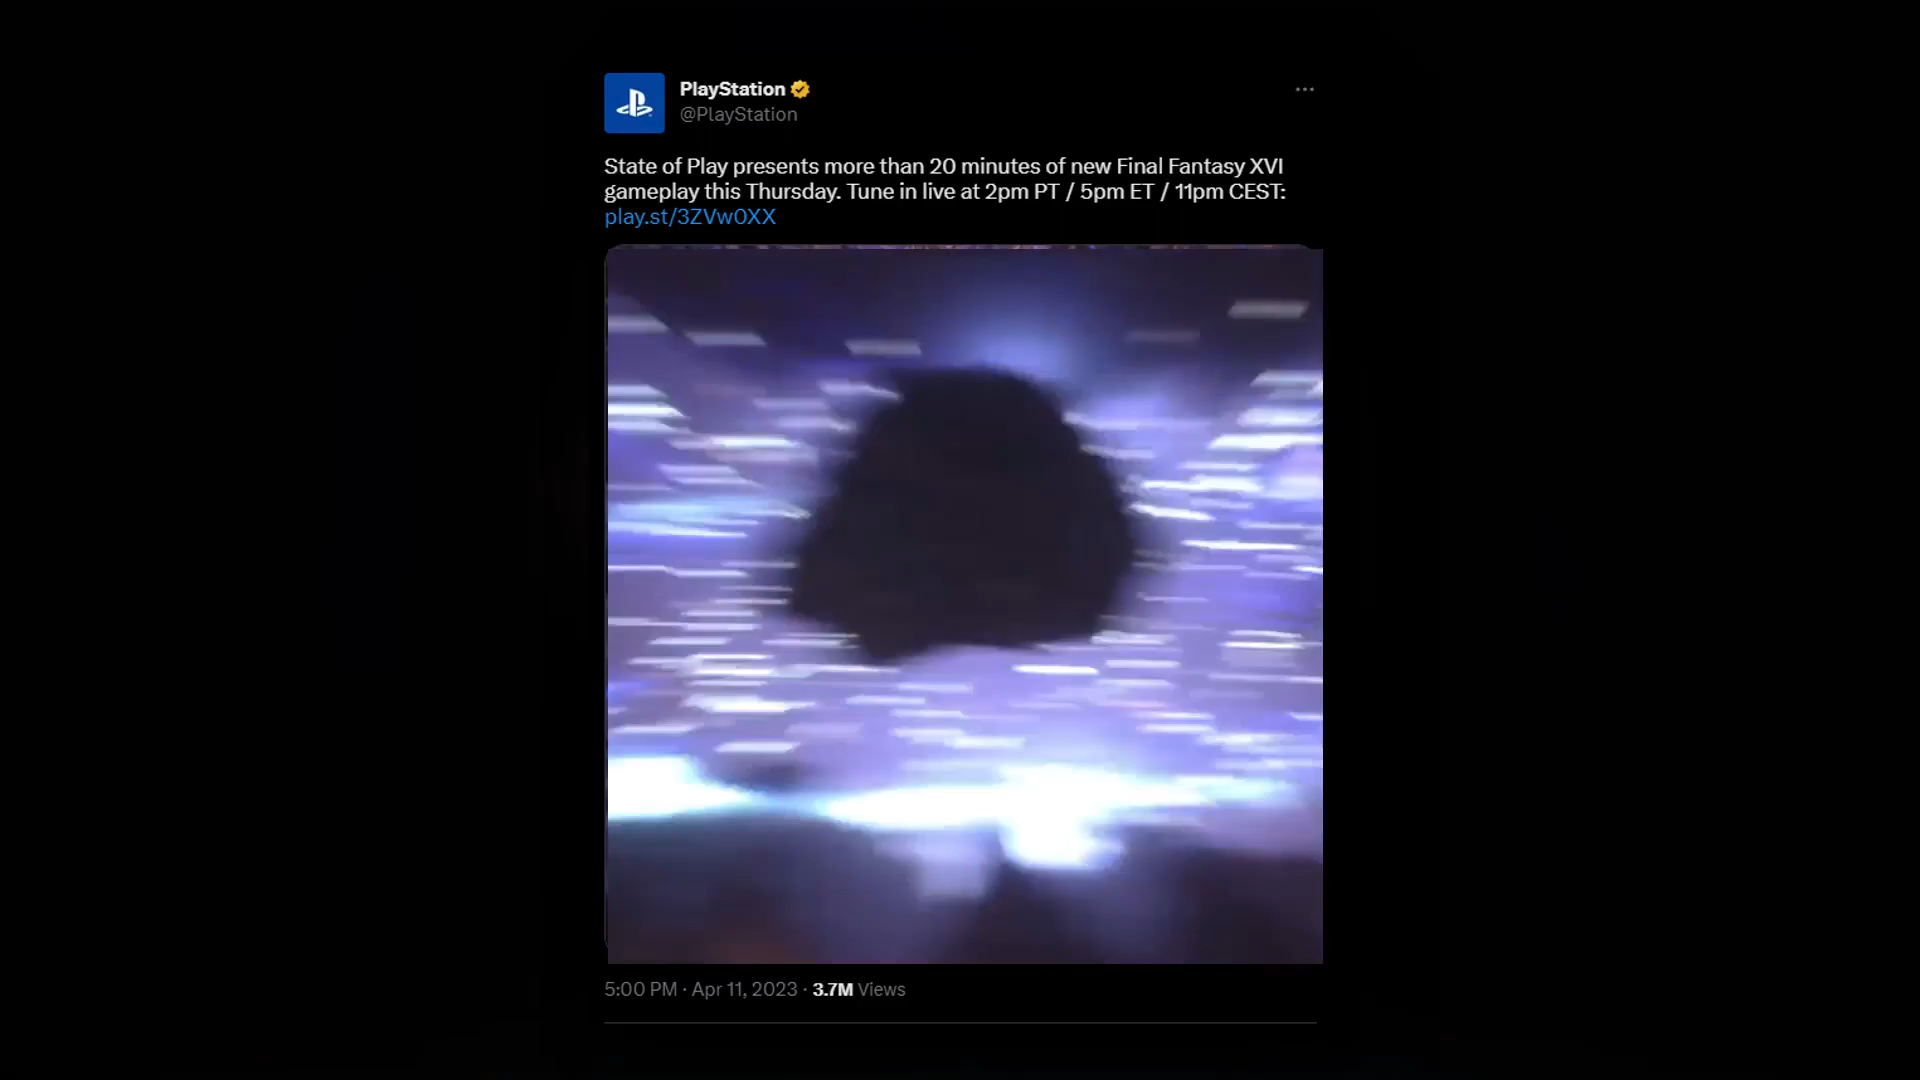 PlayStation
@PlayStation
State of Play presents more than 20 minutes of new Final Fantasy XVI
gameplay this Thursday. Tune in live at 2pm PT / 5pm ET / 11pm CEST:
play.st/3ZVw0XX
5:00 PM · Apr 11, 2023 · 3.7M Views